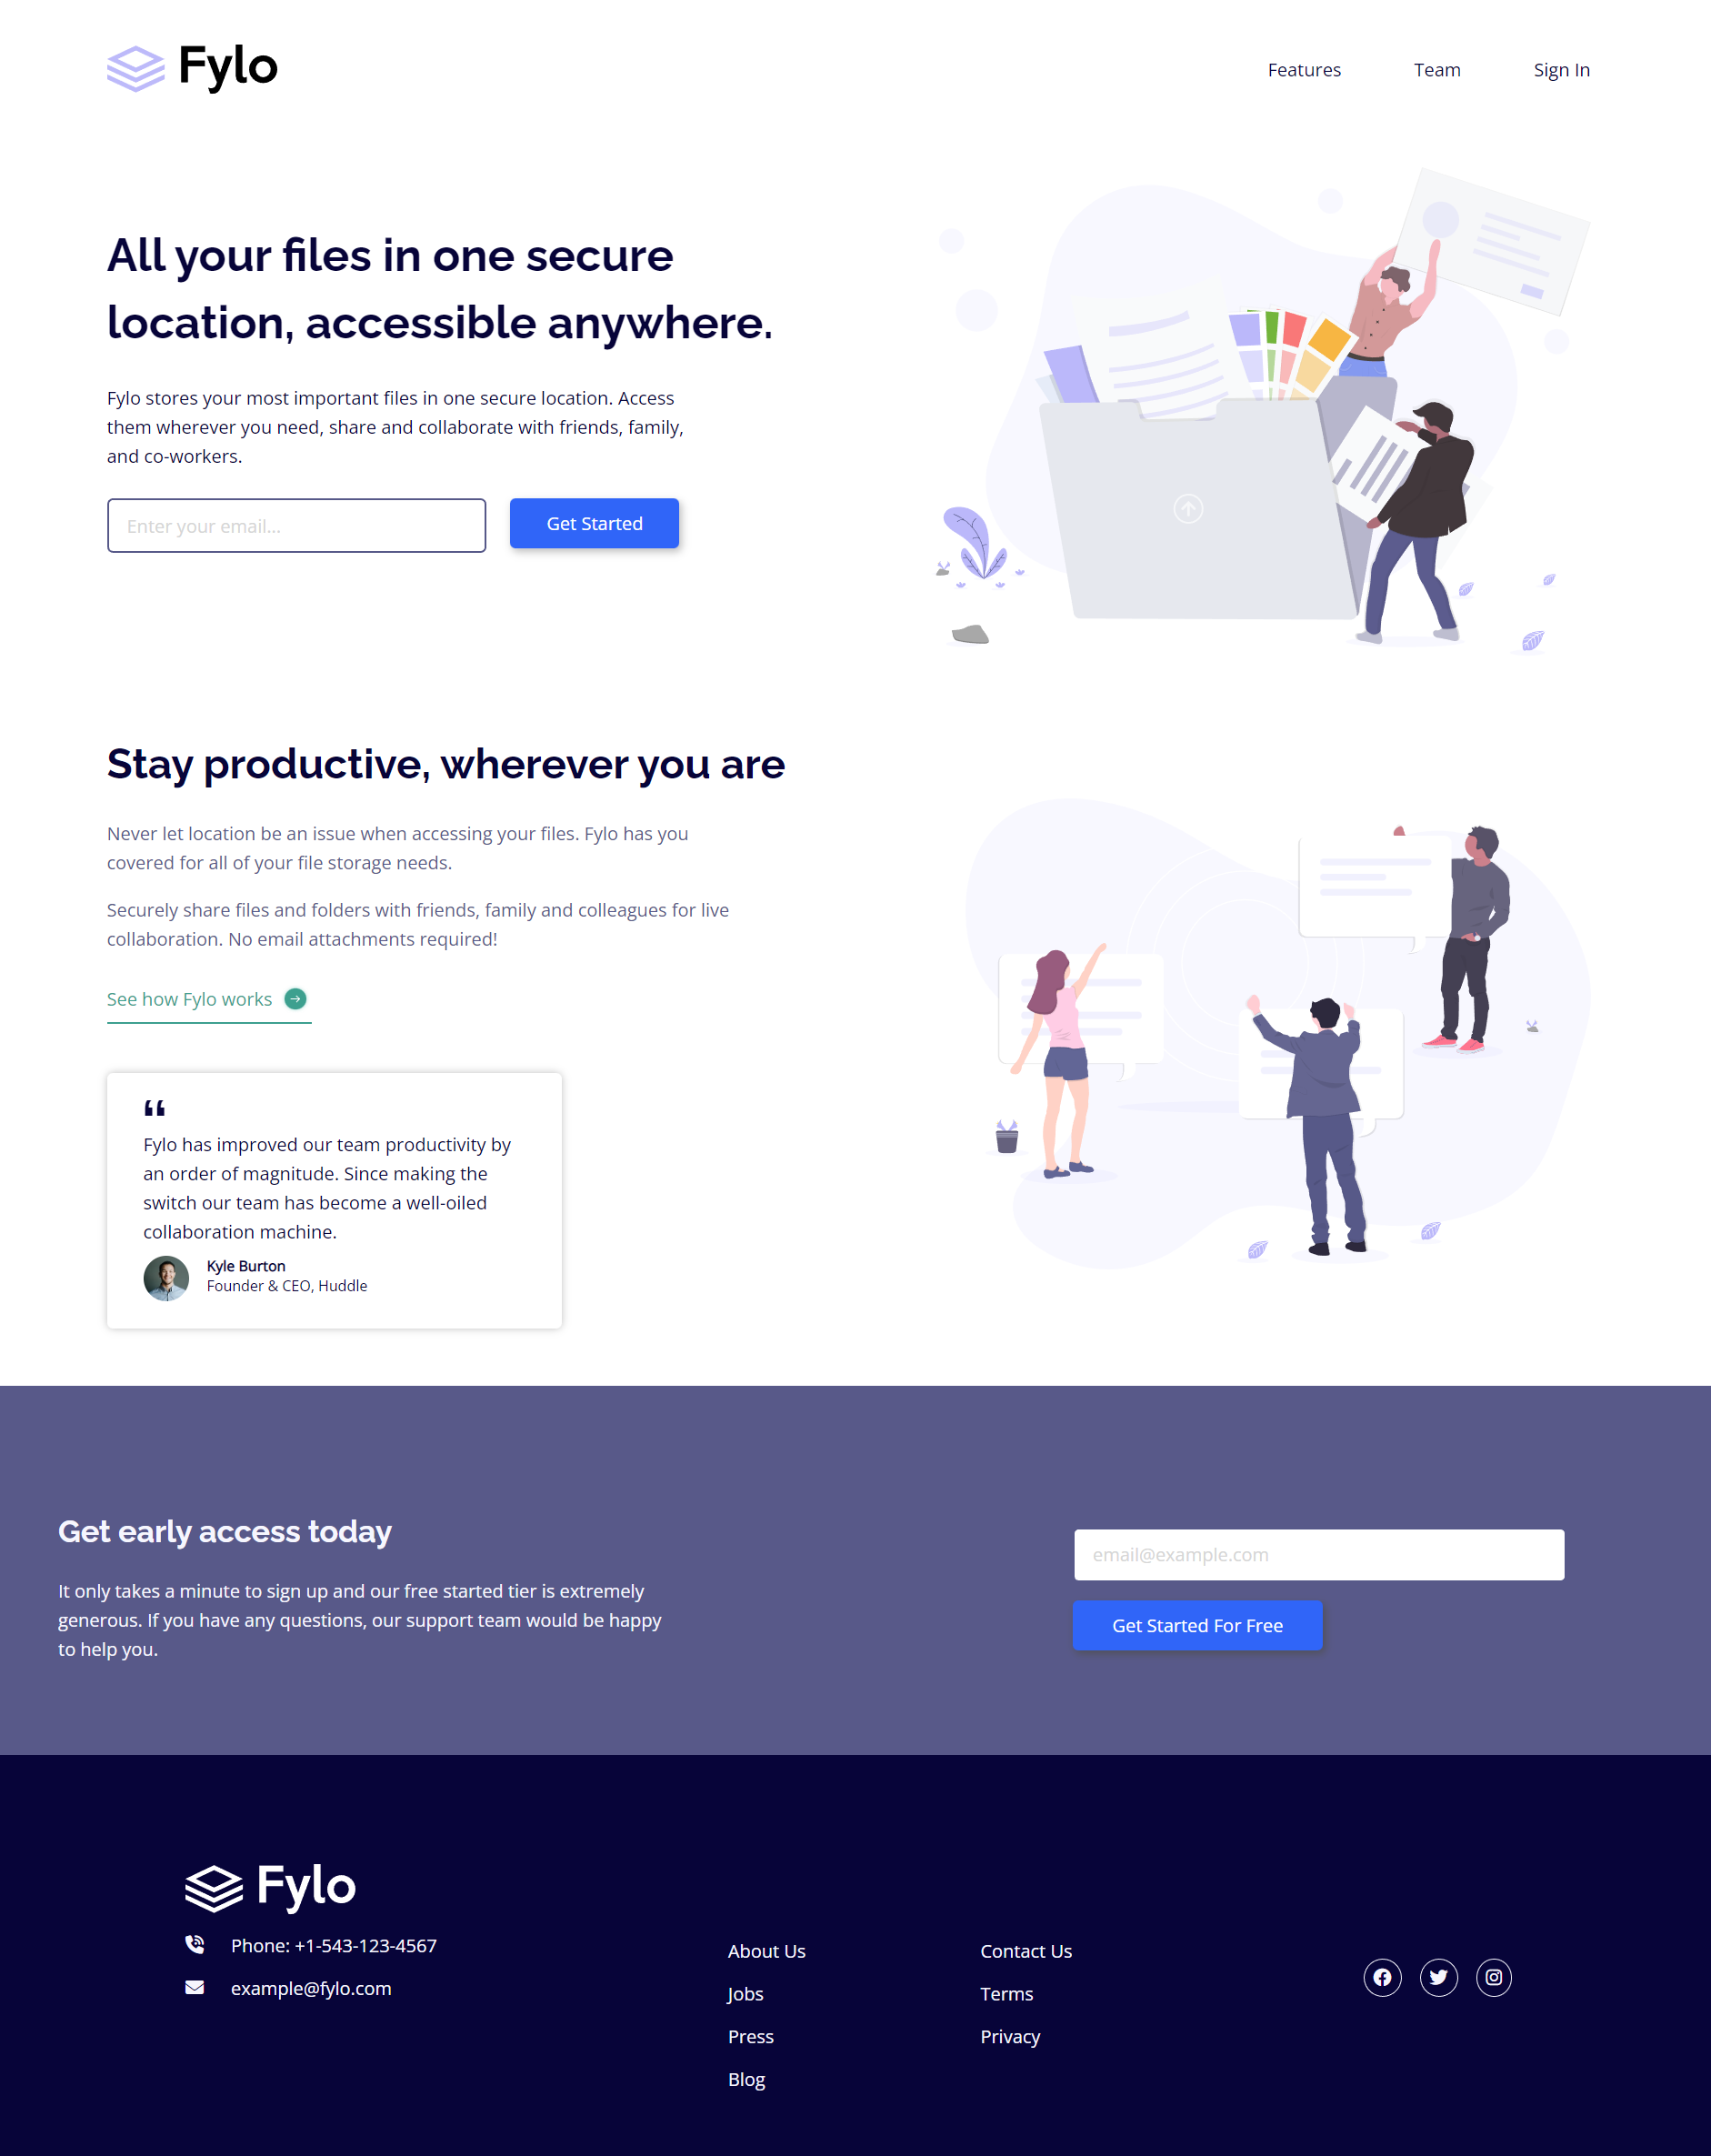 Fylo
Features
Team
Sign In
All your files in one secure
location, accessible anywhere.
Fylo stores your most important files in one secure location. Access
them wherever you need, share and collaborate with friends, family,
and co-workers.
Enter your email...
Get Started
Stay productive, wherever you are
Never let location be an issue when accessing your files. Fylo has you
covered for all of your file storage needs.
Securely share files and folders with friends, family and colleagues for live
collaboration. No email attachments required!
See how Fylo works
“
Fylo has improved our team productivity by
an order of magnitude. Since making the
switch our team has become a well-oiled
collaboration machine.
Kyle Burton
Founder & CEO, Huddle
Get early access today
It only takes a minute to sign up and our free started tier is extremely
generous. If you have any questions, our support team would be happy
to help you.
email@example.com
Get Started For Free
Fylo
Phone: +1-543-123-4567
example@fylo.com
About Us
Jobs
Press
Blog
Contact Us
Terms
Privacy